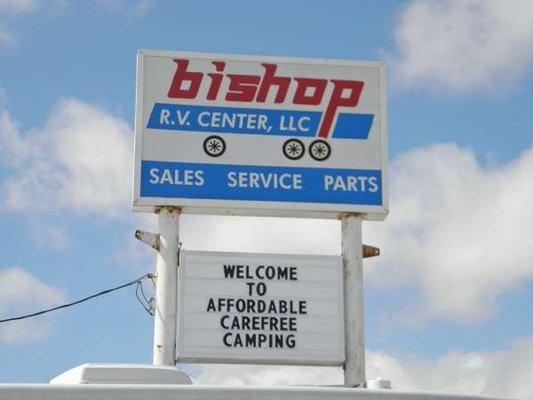 bishop
R.V. CENTER, LLC
SALES SERVICE PARTS
WELCOME
TO
AFFORDABLE
CAREFREE
CAMPING